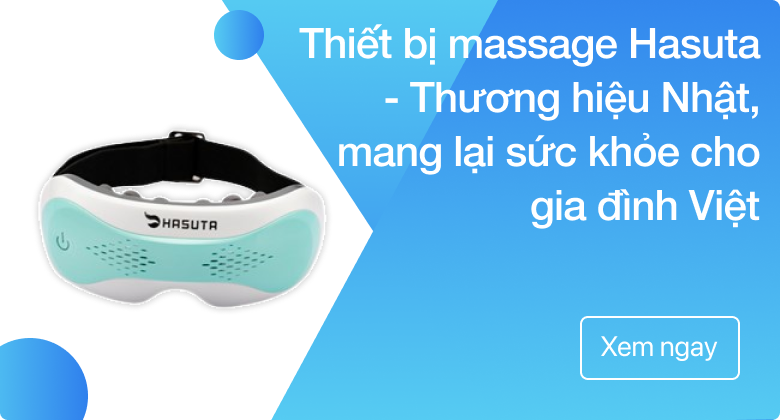 Thiết bị massage Hasuta
- Thương hiệu Nhật,
mang lại sức khỏe cho
gia đình Việt
HASUTA
Xem ngay